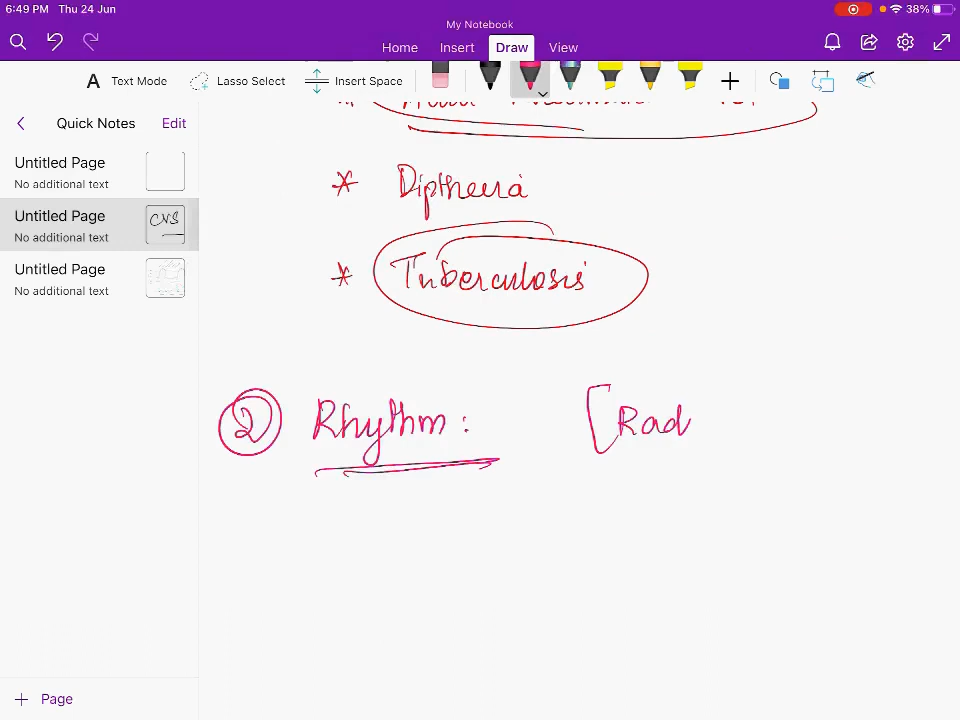 6:49 PM Thu 24 Jun 38%
My Notebook
Home Insert Draw View
A Text Mode Lasso Select Insert Space
Quick Notes Edit
Untitled Page
No additional text
Untitled Page
No additional text
CNS
Untitled Page
No additional text
* Diptheria
* Tuberculosis
2 Rhythm: [Rad
+ Page